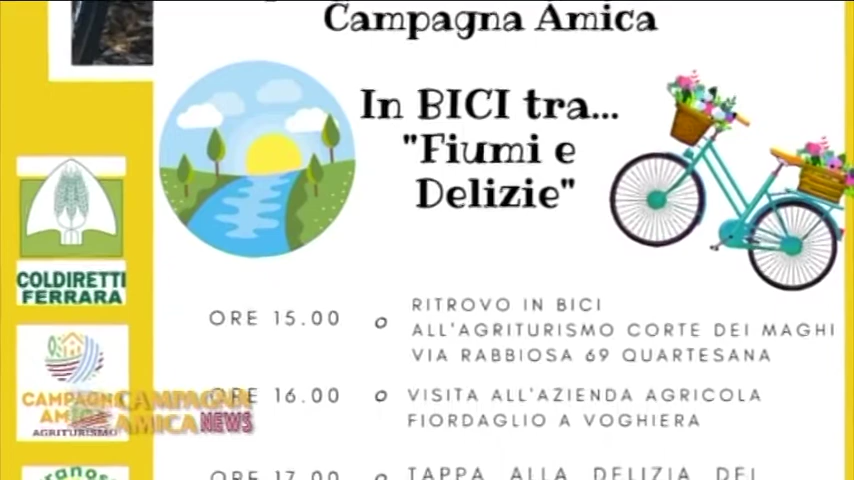 Campagna Amica
In BICI tra...
"Fiumi e
Delizie"
COLDIRETTI
FERRARA
ORE 15.00 o RITROVO IN BICI
ALL'AGRITURISMO CORTE DEI MAGHI
VIA RABBIOSA 69 QUARTESANA
ORE 16.00 o VISITA ALL'AZIENDA AGRICOLA
FIORDAGLIO A VOGHIERA
CAMPAGNA
AMICA
AGRITURISMO
CAMPAGNA
AMICA NEWS
ORE 17.00 o TAPPA ALLA DELIZIA DEI